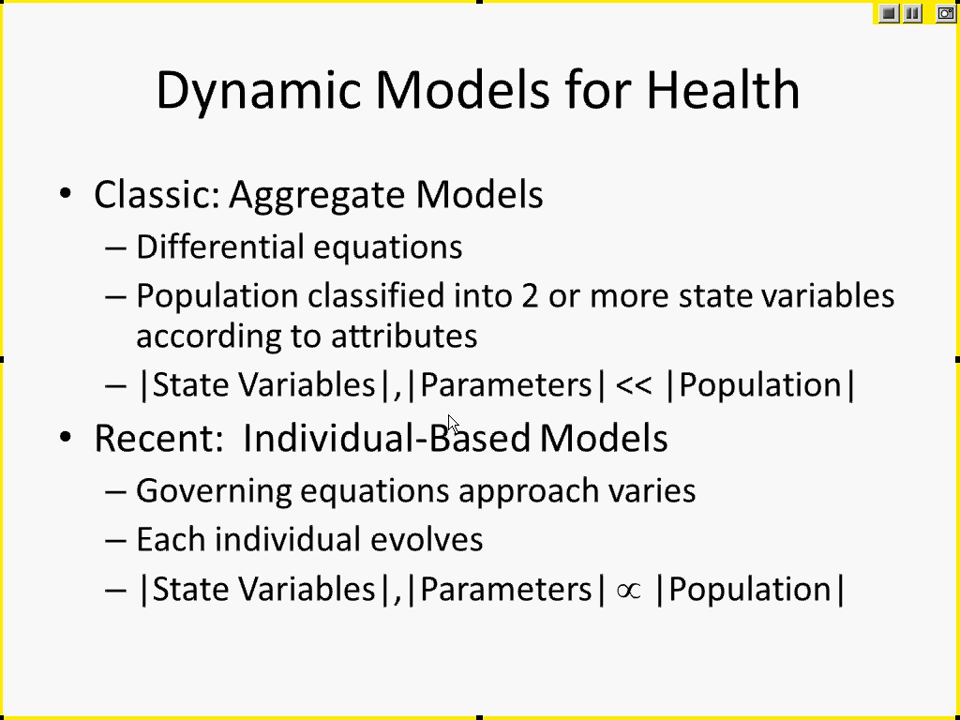 Dynamic Models for Health
• Classic: Aggregate Models
– Differential equations
– Population classified into 2 or more state variables
according to attributes
– |State Variables|,|Parameters| << |Population|
• Recent: Individual-Based Models
– Governing equations approach varies
– Each individual evolves
– |State Variables|,|Parameters| ∝ |Population|